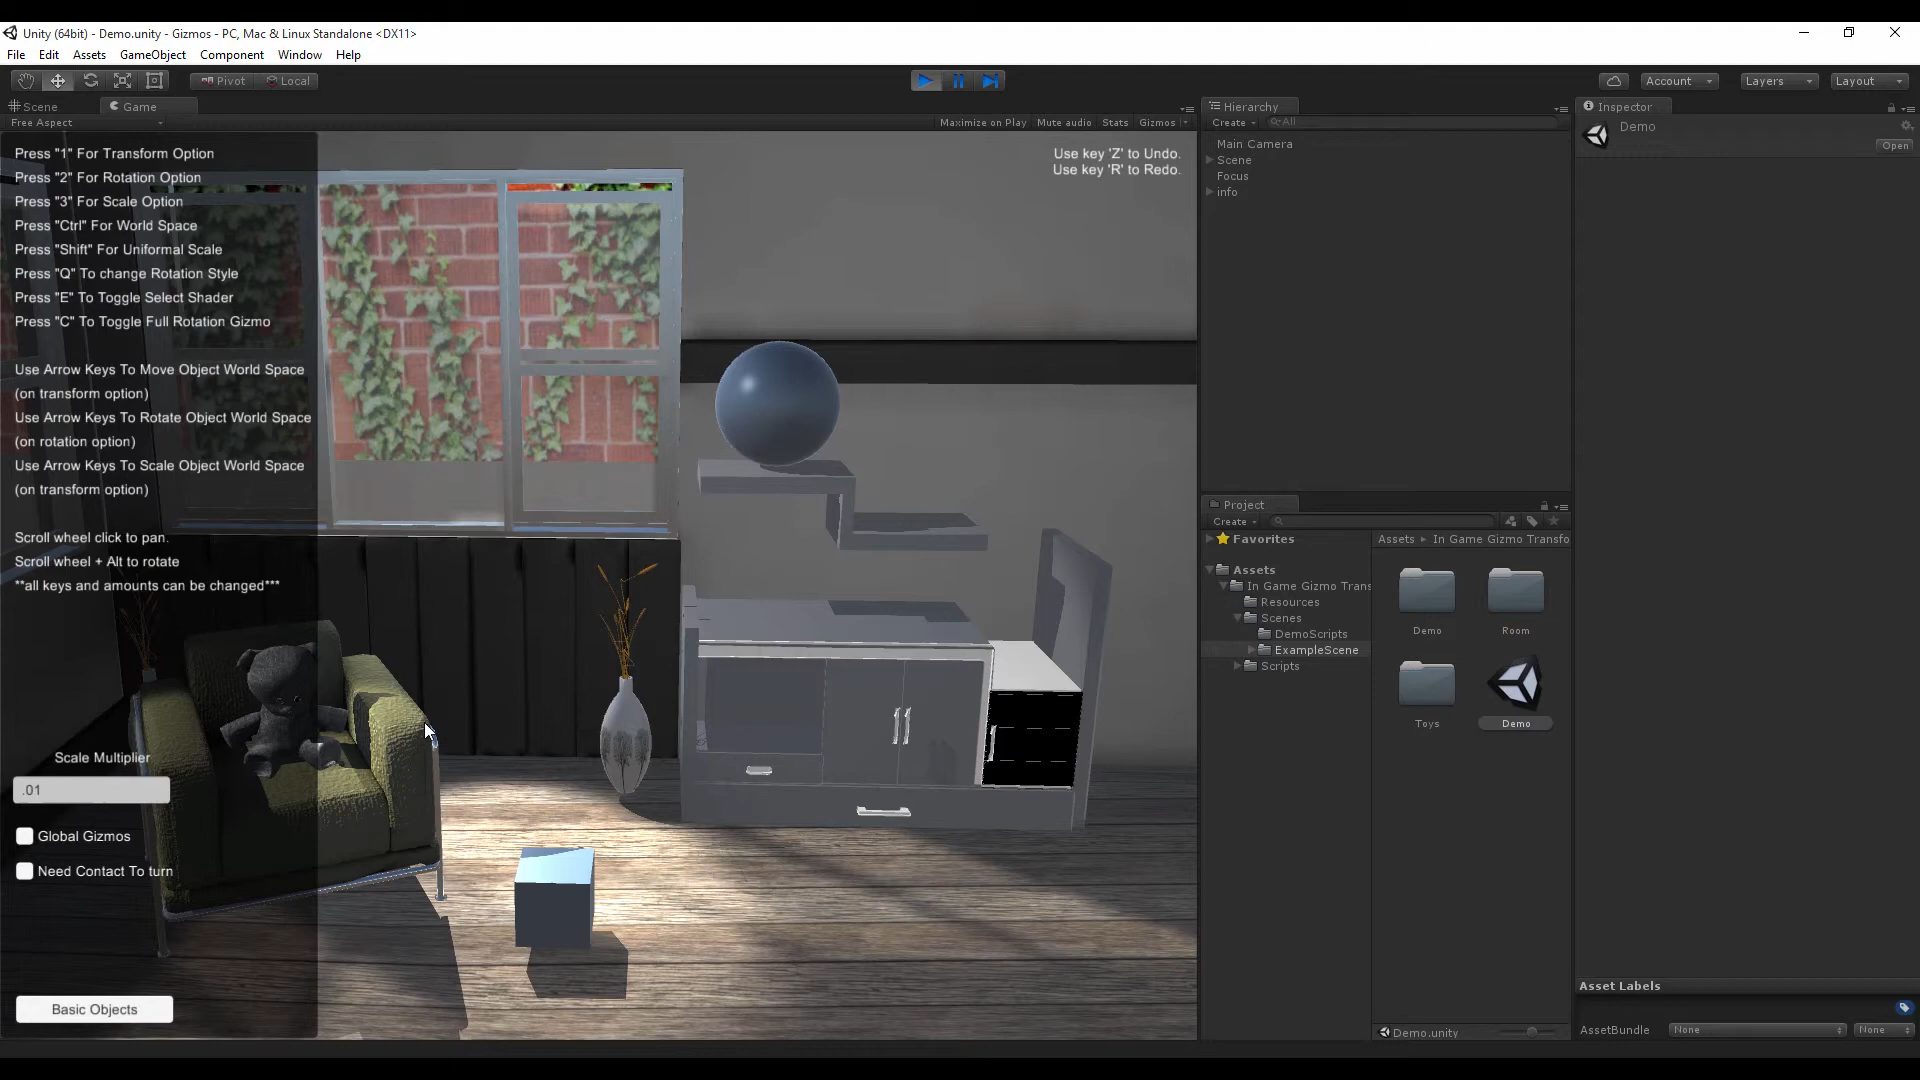 Unity (64bit) - Demo.unity - Gizmos - PC, Mac & Linux Standalone <DX11>
File Edit Assets GameObject Component Window Help
Pivot Local
Account Layers Layout
Scene Game
Free Aspect
Maximize on Play Mute audio Stats Gizmos
Press "1" For Transform Option
Press "2" For Rotation Option
Press "3" For Scale Option
Press "Ctrl" For World Space
Press "Shift" For Uniformal Scale
Press "Q" To change Rotation Style
Press "E" To Toggle Select Shader
Press "C" To Toggle Full Rotation Gizmo
Use Arrow Keys To Move Object World Space
(on transform option)
Use Arrow Keys To Rotate Object World Space
(on rotation option)
Use Arrow Keys To Scale Object World Space
(on transform option)
Scroll wheel click to pan.
Scroll wheel + Alt to rotate
**all keys and amounts can be changed***
Scale Multiplier
.01
Global Gizmos
Need Contact To turn
Basic Objects
Use key 'Z' to Undo.
Use key 'R' to Redo.
Hierarchy
Create All
Main Camera
Scene
Focus
info
Project
Create
Favorites
Assets
In Game Gizmo Trans
Resources
Scenes
DemoScripts
ExampleScene
Scripts
Assets In Game Gizmo Transfo
Demo Room
Toys Demo
Demo.unity
Inspector
Demo
Open
Asset Labels
AssetBundle None None